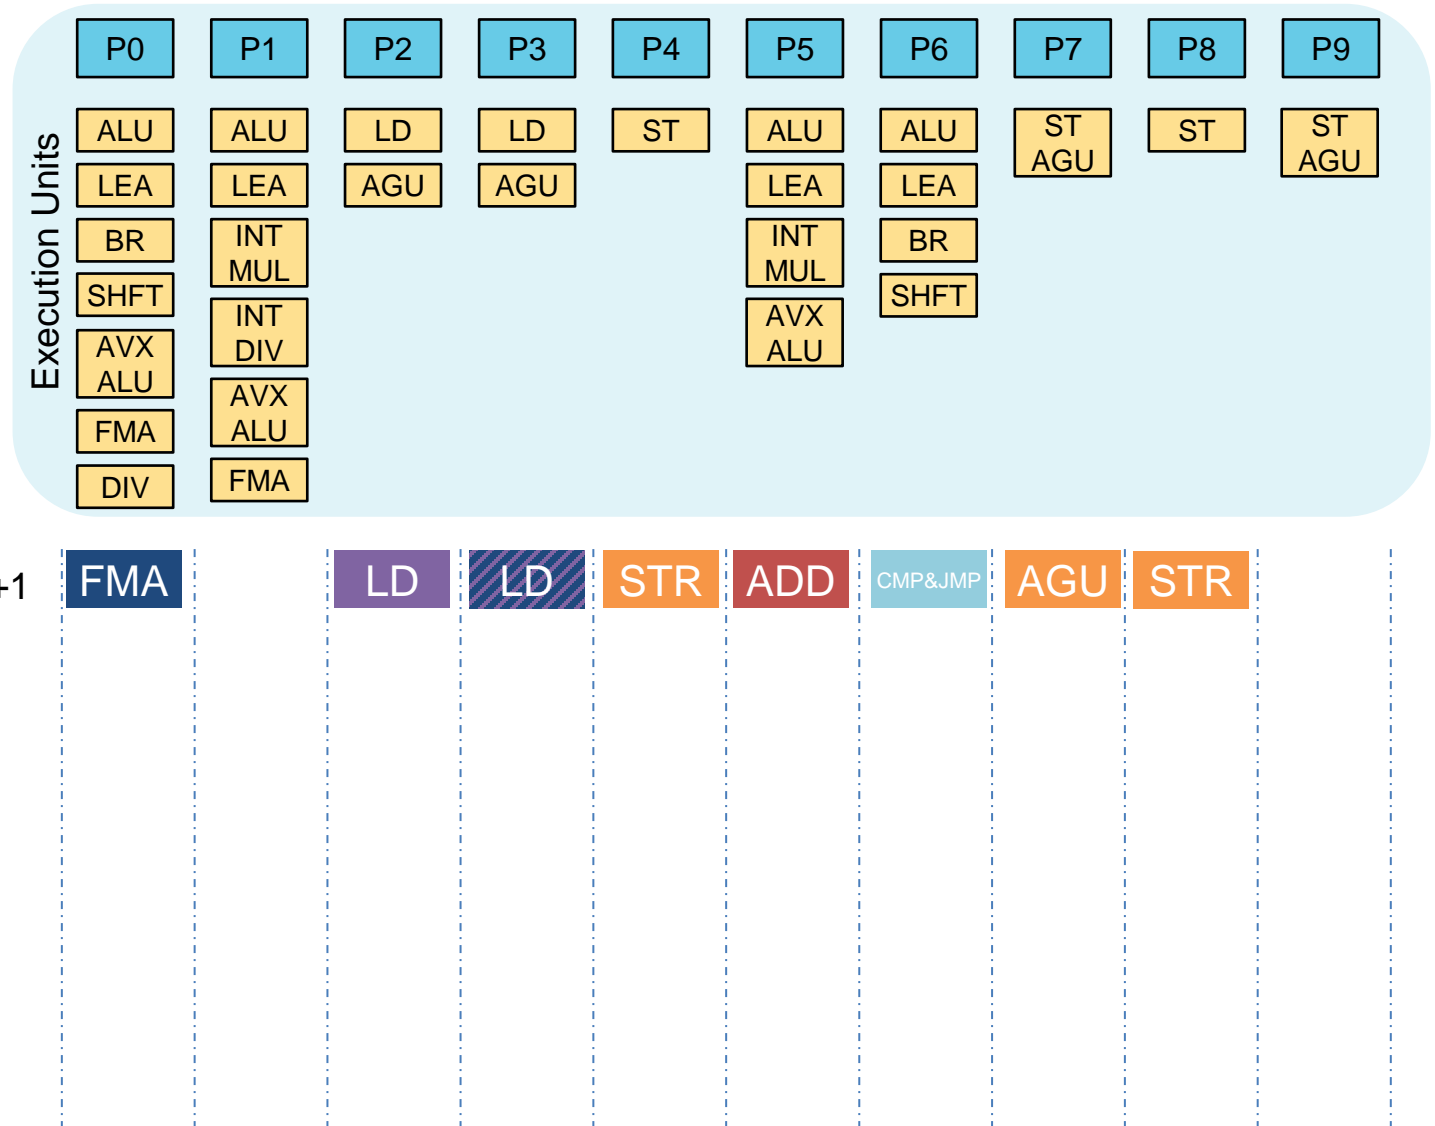 P0 P1 P2 P3 P4 P5 P6 P7 P8 P9
Execution Units
ALU ALU LD LD ST ALU ALU ST AGU ST ST AGU
LEA LEA AGU AGU LEA LEA
BR INT MUL INT MUL BR
SHFT INT DIV AVX ALU SHFT
AVX ALU AVX ALU
FMA FMA
DIV
+1 FMA LD LD STR ADD CMP&JMP AGU STR